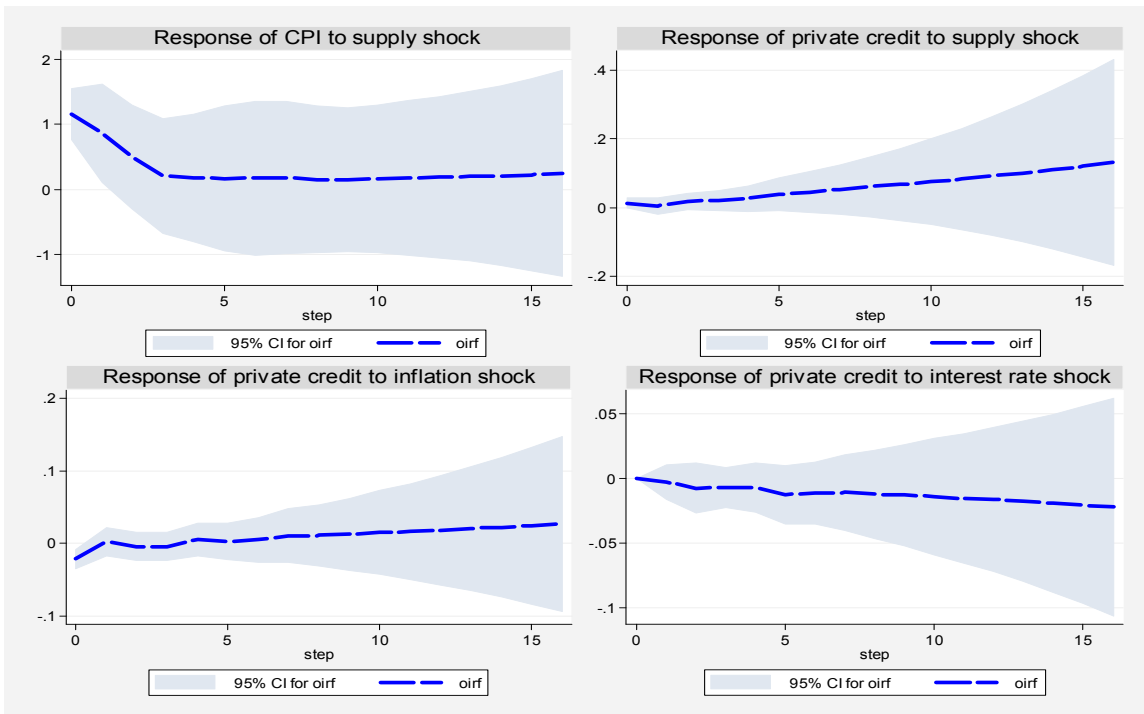 Response of CPI to supply shock
2
1
0
-1
0 5 10 15
step
95% CI for oirf oirf
Response of private credit to supply shock
.4
.2
0
-.2
0 5 10 15
step
95% CI for oirf oirf
Response of private credit to inflation shock
.2
.1
0
-.1
0 5 10 15
step
95% CI for oirf oirf
Response of private credit to interest rate shock
.05
0
-.05
-.1
0 5 10 15
step
95% CI for oirf oirf